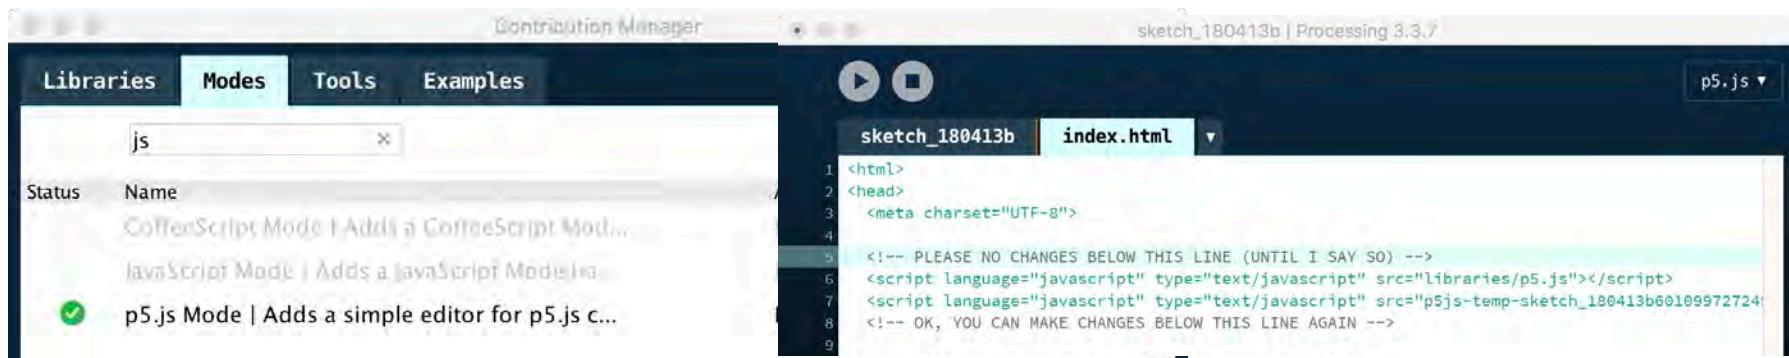 Contribution Manager
Libraries Modes Tools Examples
js
Status Name
CoffeeScript Mode | Adds a CoffeeScript Mod...
JavaScript Mode | Adds a JavaScript Mode
p5.js Mode | Adds a simple editor for p5.js c...
sketch_180413b | Processing 3.3.7
p5.js ▼
sketch_180413b index.html ▼
1 <html>
2 <head>
3 <meta charset="UTF-8">
4
5 <!-- PLEASE NO CHANGES BELOW THIS LINE (UNTIL I SAY SO) -->
6 <script language="javascript" type="text/javascript" src="libraries/p5.js"></script>
7 <script language="javascript" type="text/javascript" src="p5js-temp-sketch_180413b60109972724
8 <!-- OK, YOU CAN MAKE CHANGES BELOW THIS LINE AGAIN -->
9